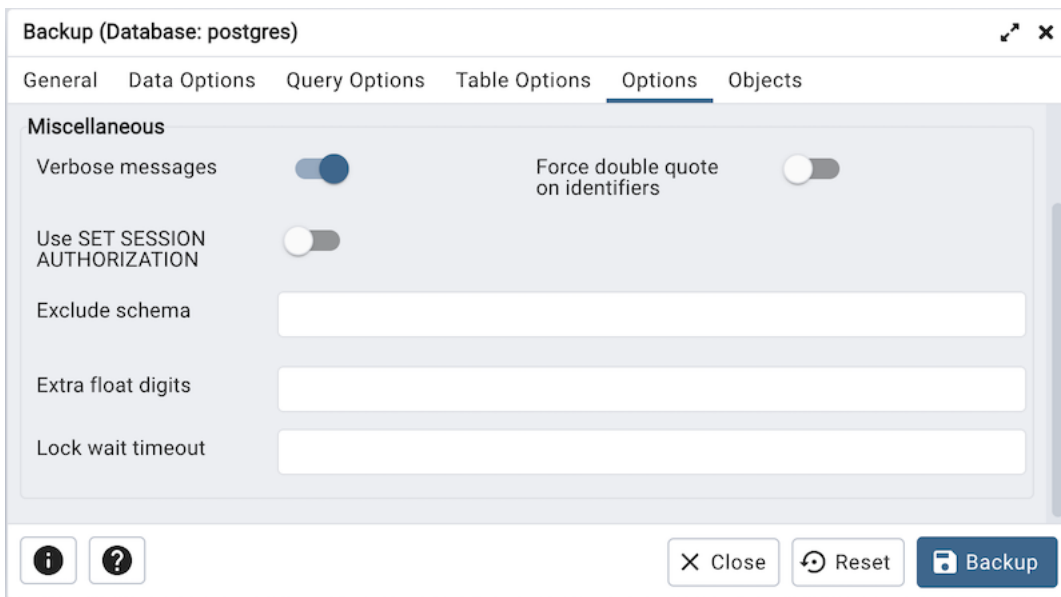 Backup (Database: postgres)
General Data Options Query Options Table Options Options Objects
Miscellaneous
Verbose messages
Force double quote
on identifiers
Use SET SESSION
AUTHORIZATION
Exclude schema
Extra float digits
Lock wait timeout
Close Reset Backup